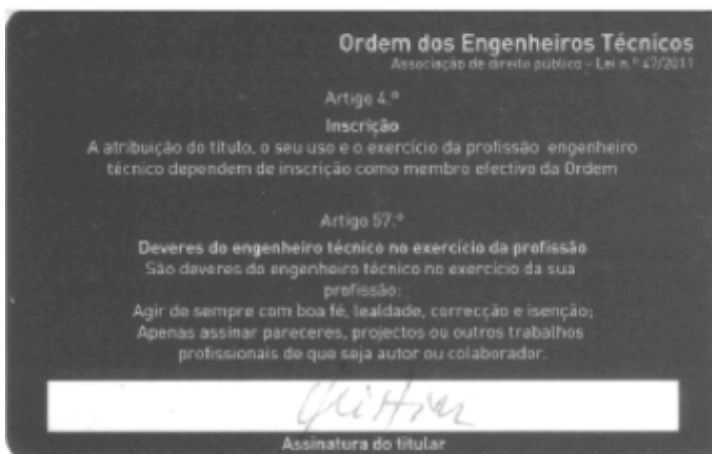 Ordem dos Engenheiros Técnicos
Associação de direito público - Lei n.º 47/2011
Artigo 4.º
Inscrição
A atribuição do título, o seu uso e o exercício da profissão engenheiro
técnico dependem de inscrição como membro efectivo da Ordem
Artigo 57.º
Deveres do engenheiro técnico no exercício da profissão
São deveres do engenheiro técnico no exercício da sua
profissão:
Agir de sempre com boa fé, lealdade, correcção e isenção;
Apenas assinar pareceres, projectos ou outros trabalhos
profissionais de que seja autor ou colaborador.
Assinatura do titular